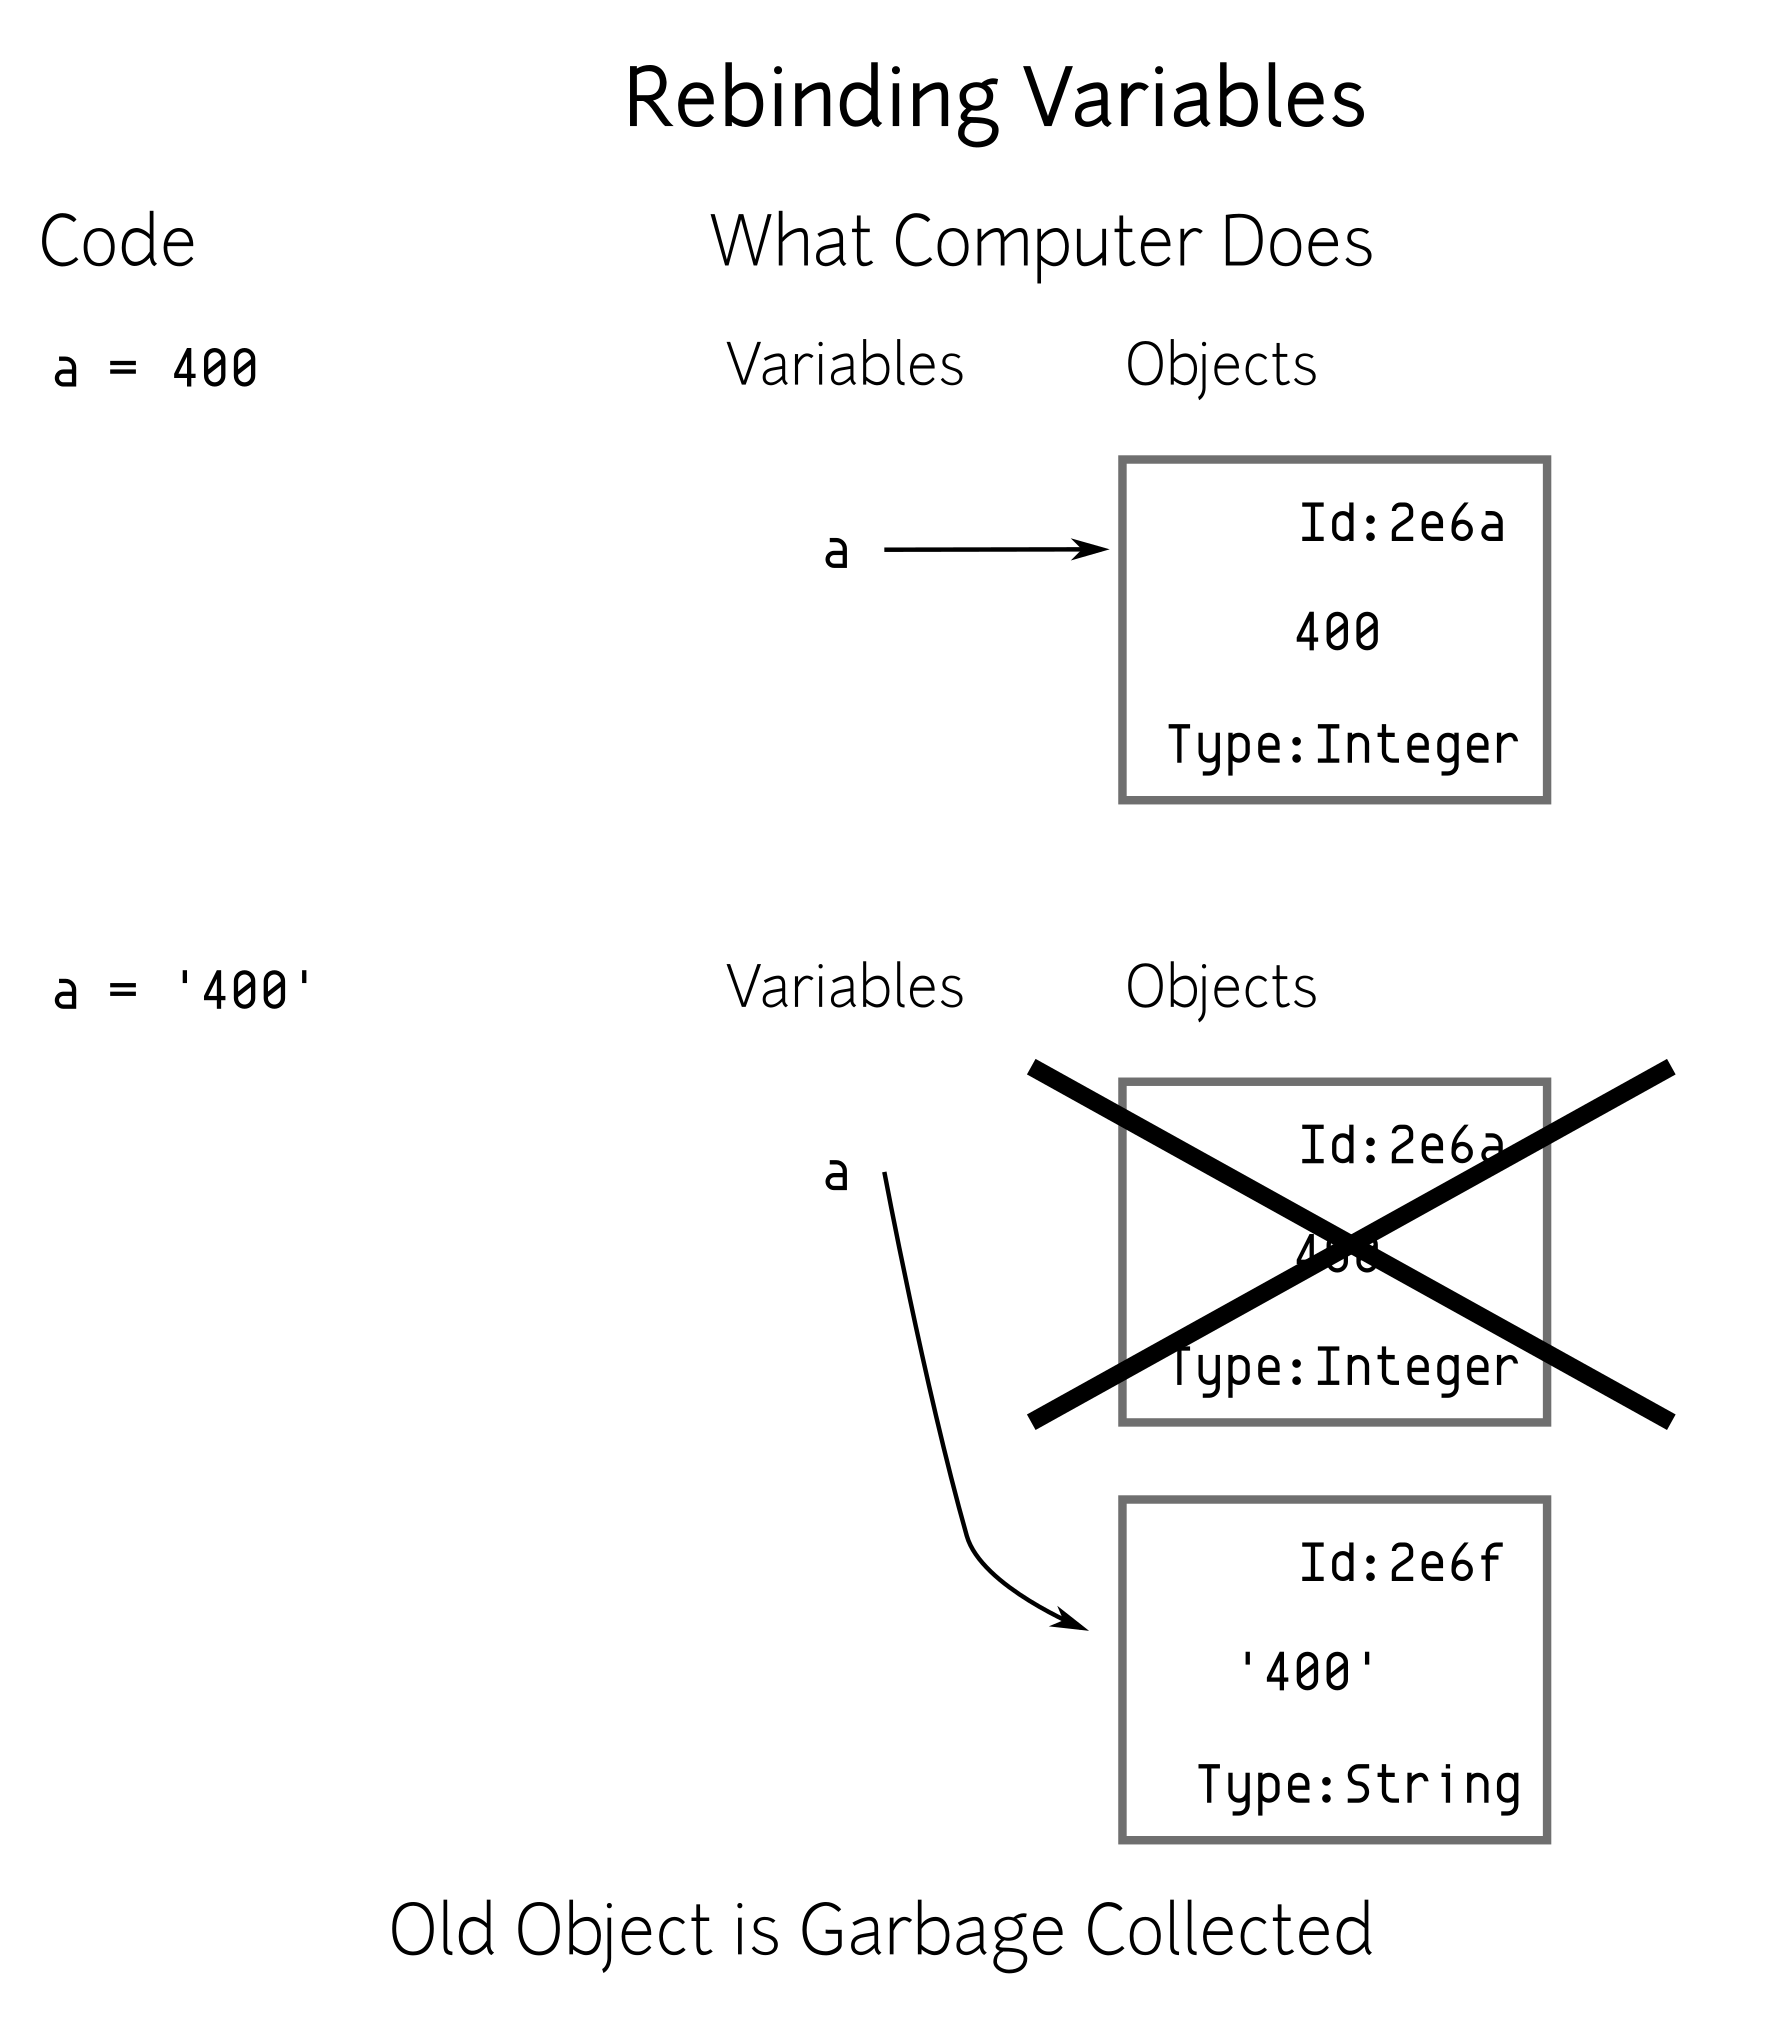 Rebinding Variables
Code
What Computer Does
a = 400
Variables
Objects
a
Id:2e6a
400
Type:Integer
a = '400'
Variables
Objects
a
Id:2e6a
400
Type:Integer
Id:2e6f
'400'
Type:String
Old Object is Garbage Collected